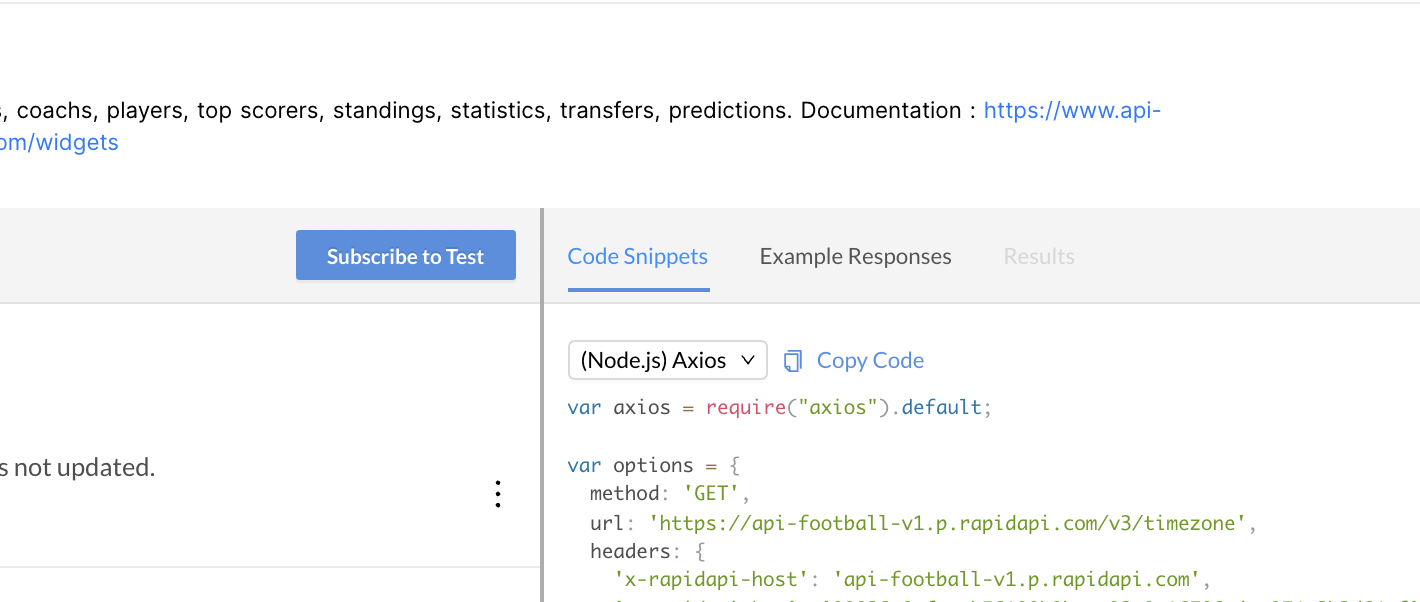 , coachs, players, top scorers, standings, statistics, transfers, predictions. Documentation : https://www.api-
om/widgets
Subscribe to Test
Code Snippets Example Responses Results
(Node.js) Axios Copy Code
var axios = require("axios").default;
s not updated.
var options = {
method: 'GET',
url: 'https://api-football-v1.p.rapidapi.com/v3/timezone',
headers: {
'x-rapidapi-host': 'api-football-v1.p.rapidapi.com',